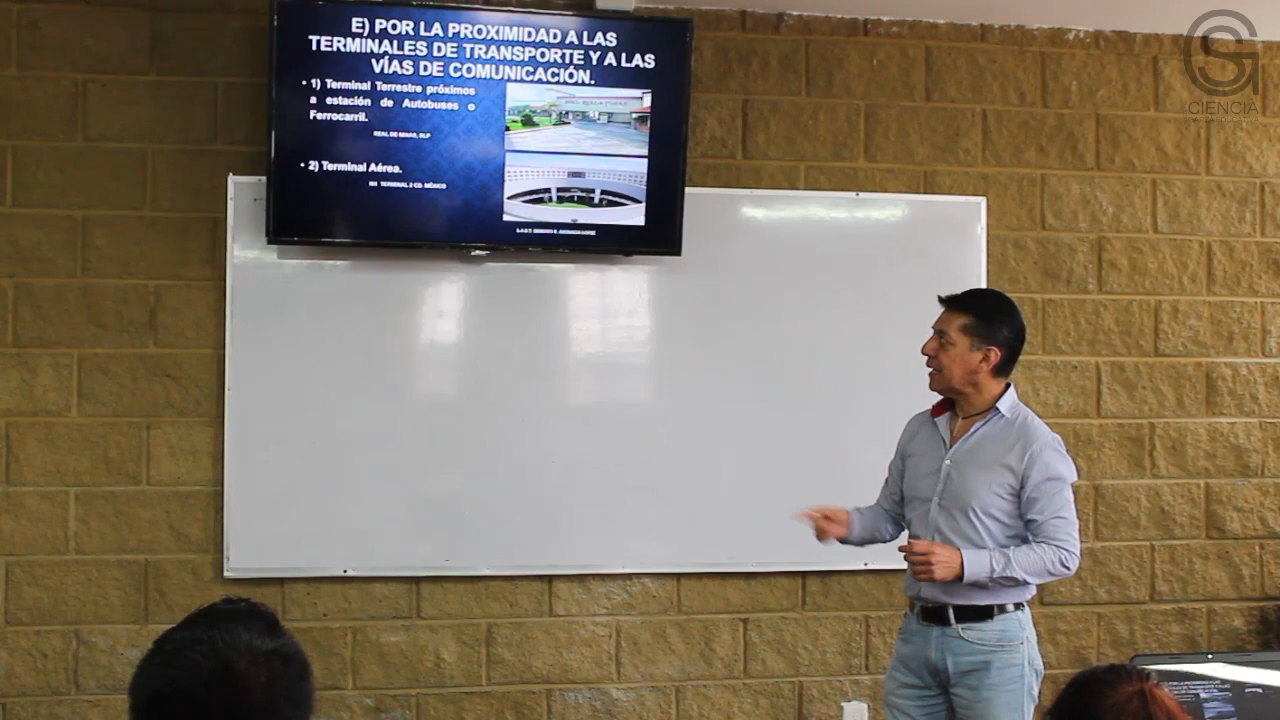 E) POR LA PROXIMIDAD A LAS
TERMINALES DE TRANSPORTE Y A LAS
VÍAS DE COMUNICACIÓN.
• 1) Terminal Terrestre próximos
a estación de Autobuses o
Ferrocarril.
REAL DE MINAS, SLP
• 2) Terminal Aérea.
NH TERMINAL 2 CD. MÉXICO
CIENCIA